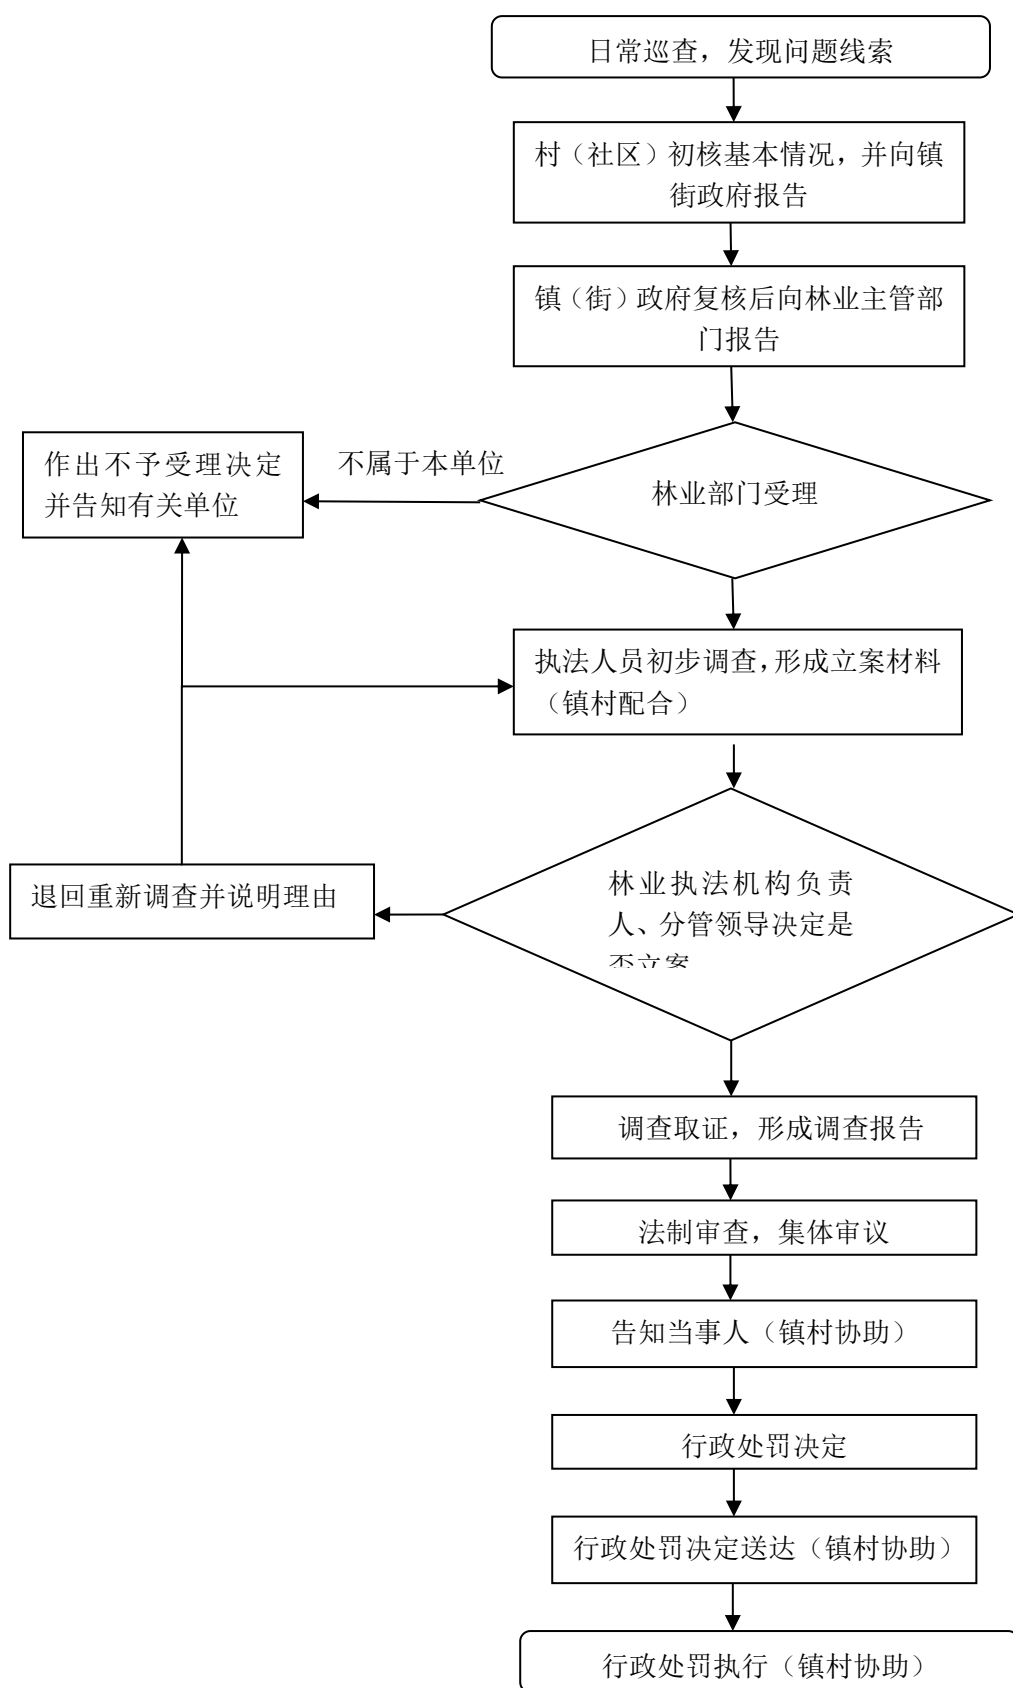 日常巡查，发现问题线索
村（社区）初核基本情况，并向镇
街政府报告
镇（街）政府复核后向林业主管部
门报告
作出不予受理决定
并告知有关单位
不属于本单位
林业部门受理
执法人员初步调查，形成立案材料
（镇村配合）
林业执法机构负责
人、分管领导决定是
否立案
退回重新调查并说明理由
调查取证，形成调查报告
法制审查，集体审议
告知当事人（镇村协助）
行政处罚决定
行政处罚决定送达（镇村协助）
行政处罚执行（镇村协助）